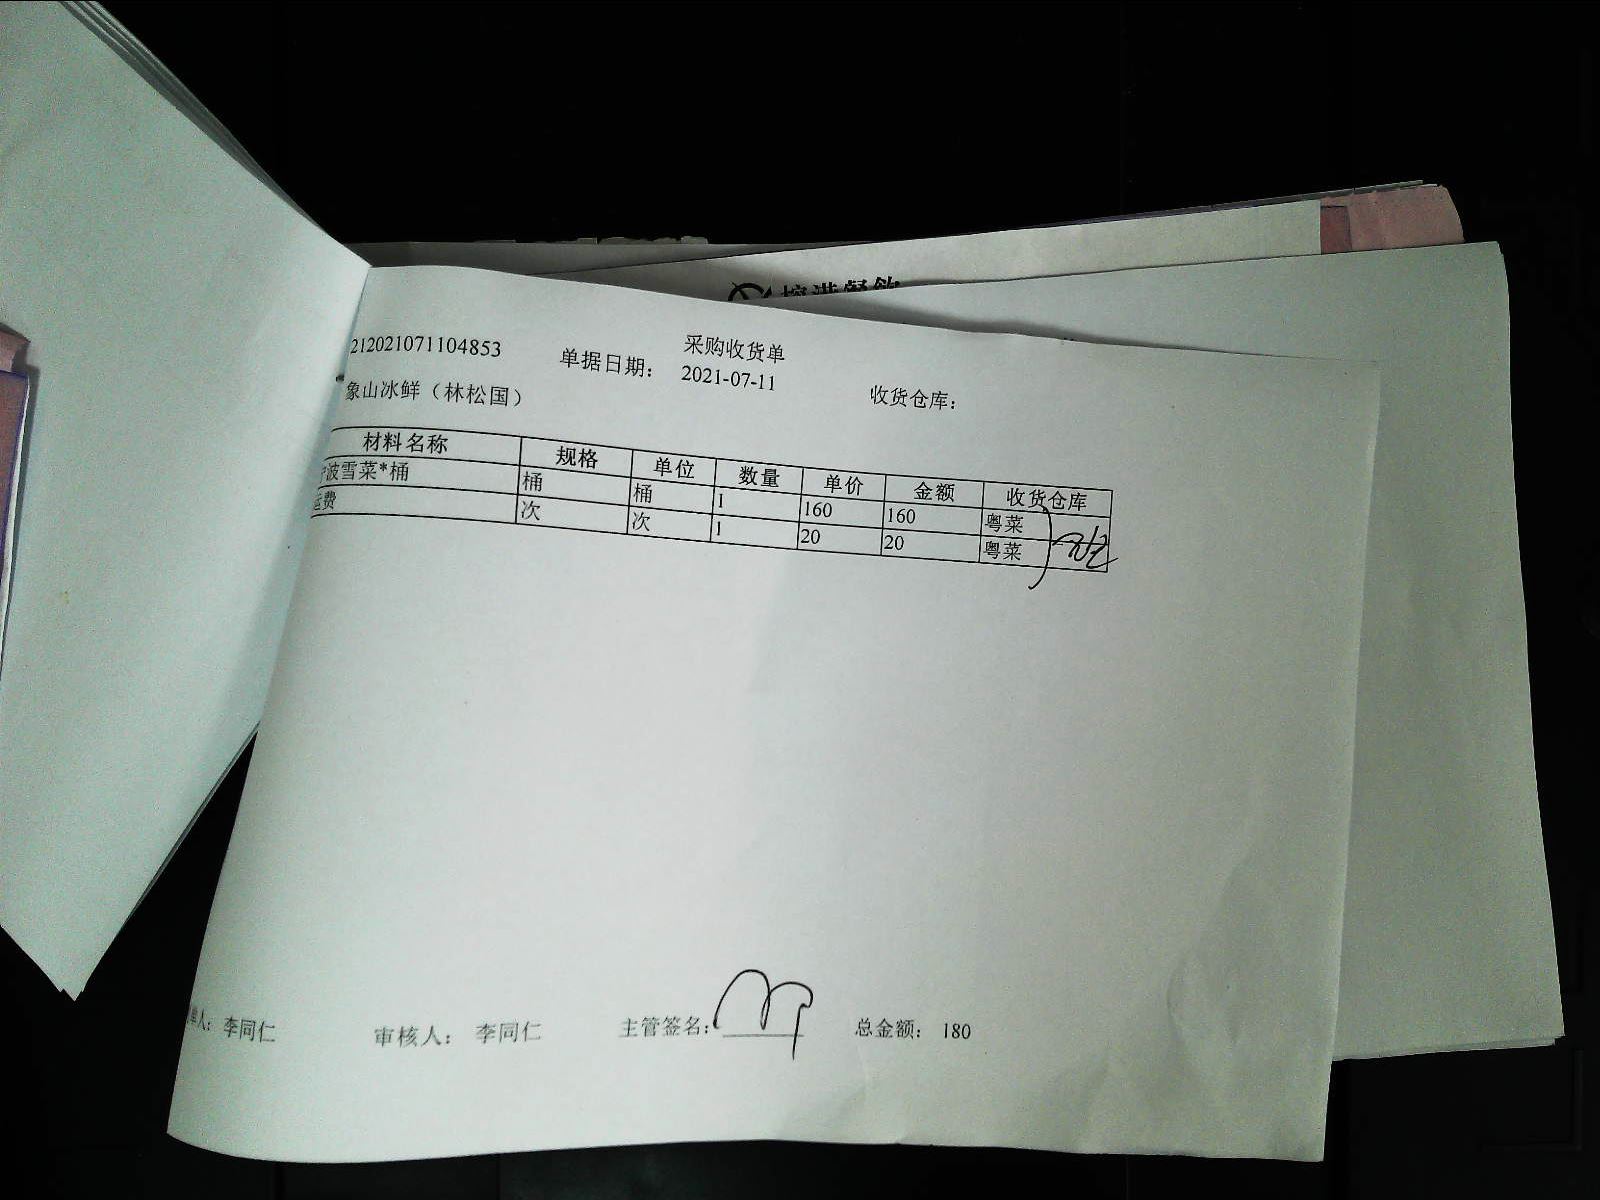 采购收货单
212021071104853 单据日期： 2021-07-11
象山冰鲜（林松国） 收货仓库：
材料名称 规格 单位 数量 单价 金额 收货仓库
波雪菜*桶 桶 桶 1 160 160 粤菜
运费 次 次 1 20 20 粤菜
单人： 李同仁 审核人： 李同仁 主管签名： 总金额： 180